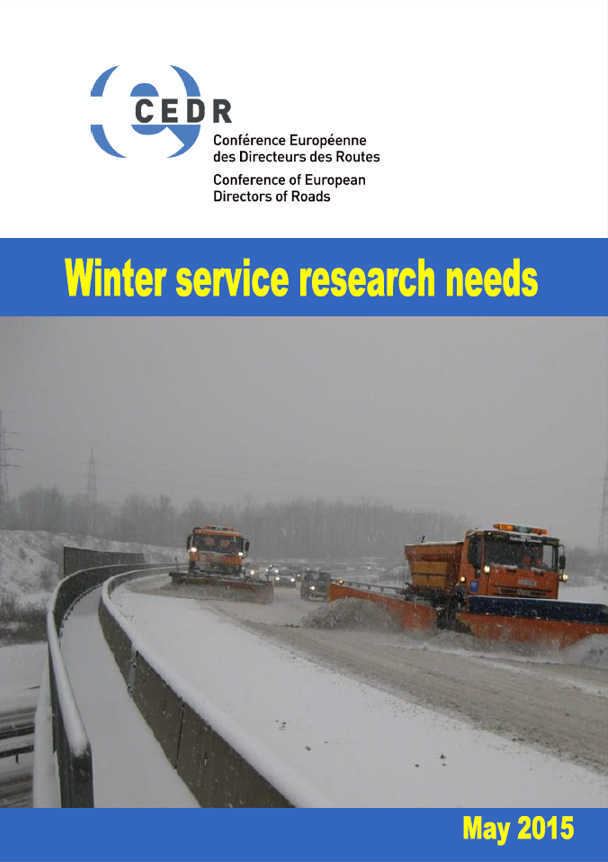 CEDR
Conférence Européenne
des Directeurs des Routes
Conference of European
Directors of Roads
Winter service research needs
May 2015